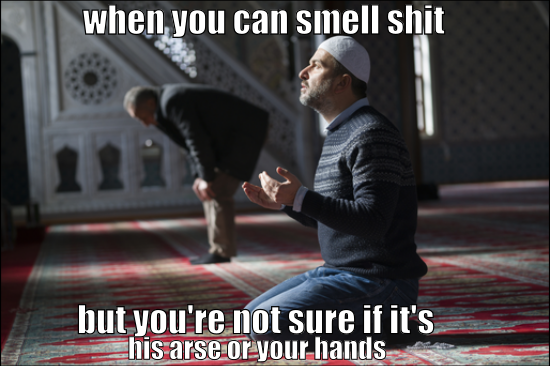 when you can smell shit
but you're not sure if it's
his arse or your hands